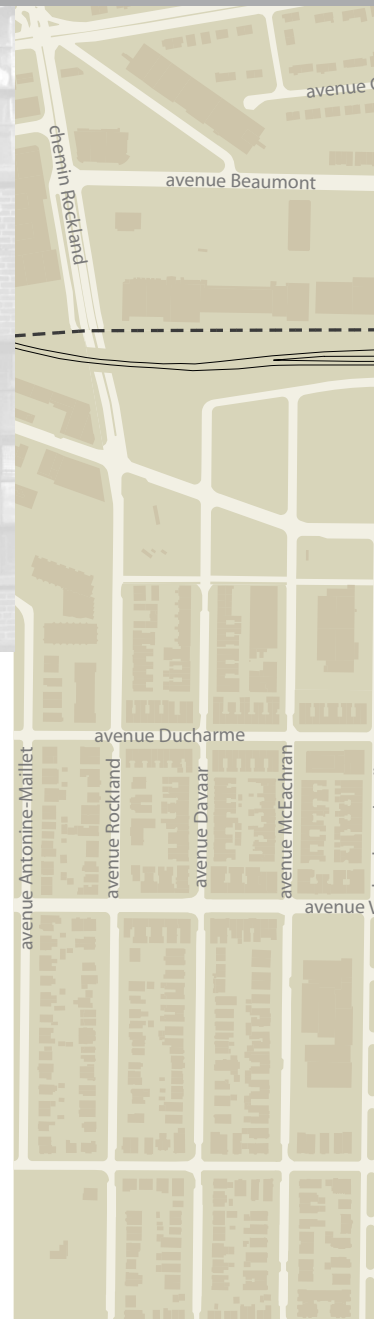 avenue
chemin Rockland
avenue Beaumont
avenue Ducharme
avenue Antonine-Maillet
avenue Rockland
avenue Davaar
avenue McEachran
avenue